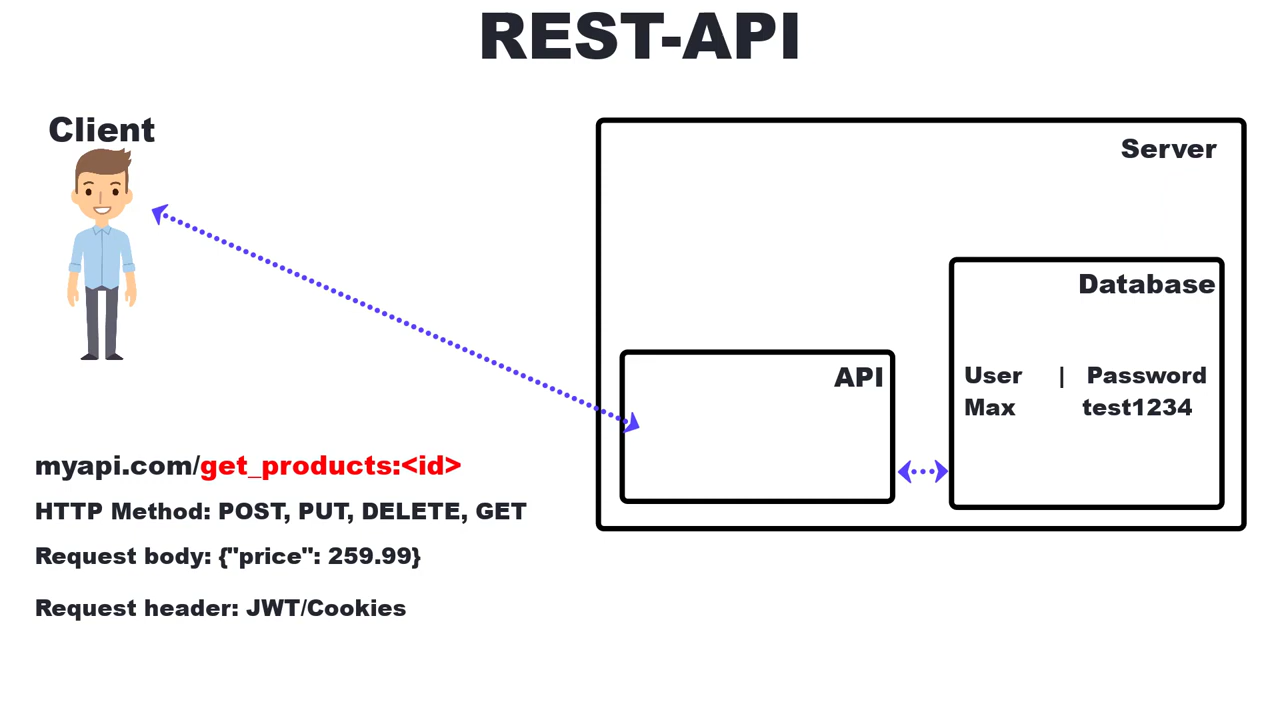 REST-API
Client
Server
Database
API
User | Password
Max test1234
myapi.com/get_products:<id>
HTTP Method: POST, PUT, DELETE, GET
Request body: {"price": 259.99}
Request header: JWT/Cookies